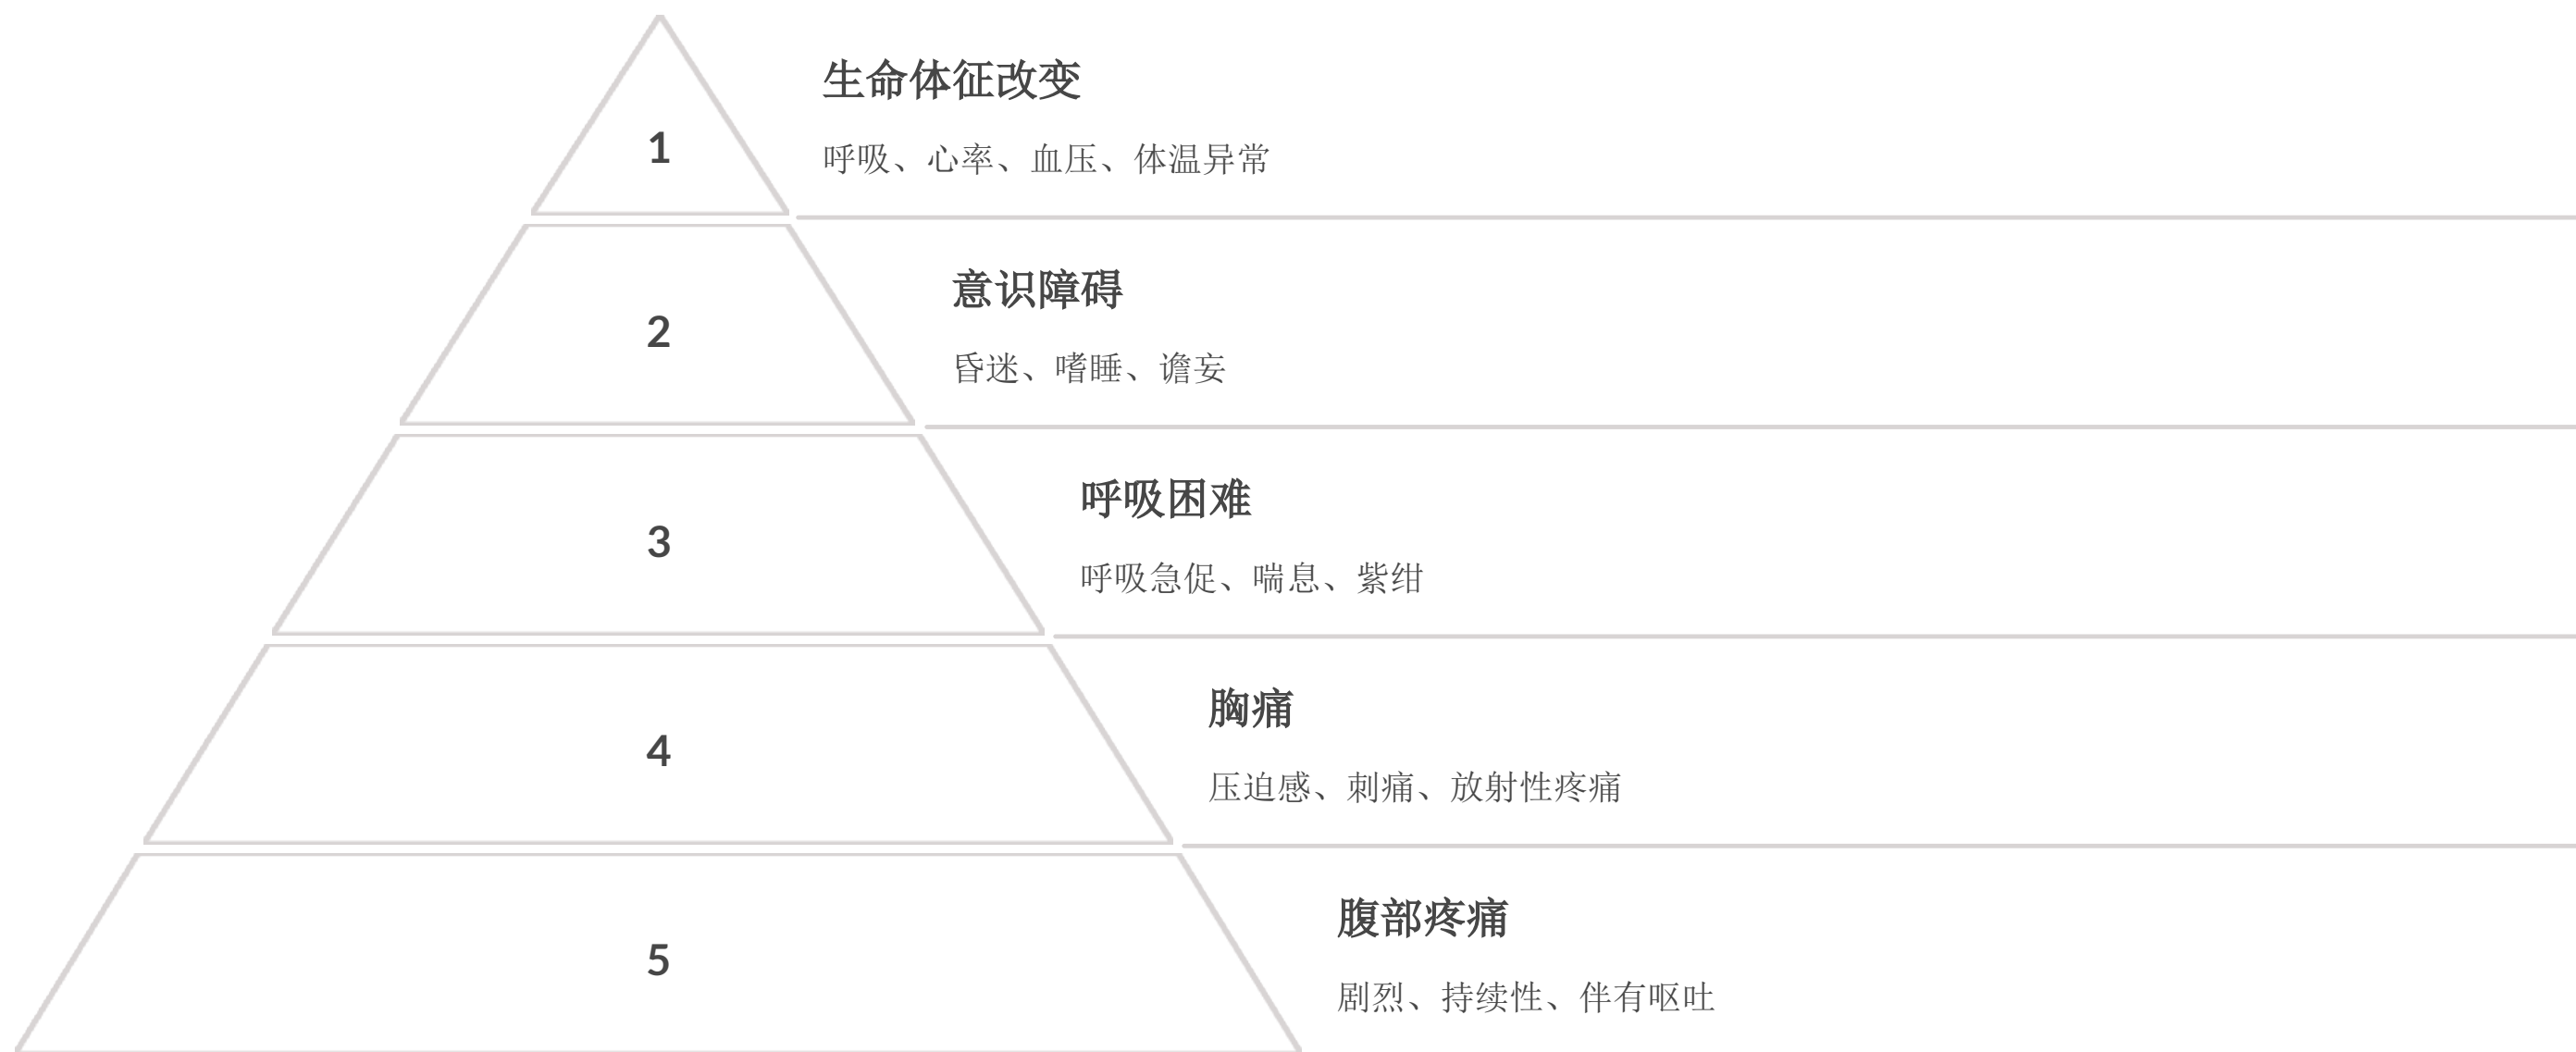 1
生命体征改变
呼吸、心率、血压、体温异常
2
意识障碍
昏迷、嗜睡、谵妄
3
呼吸困难
呼吸急促、喘息、紫绀
4
胸痛
压迫感、刺痛、放射性疼痛
5
腹部疼痛
剧烈、持续性、伴有呕吐